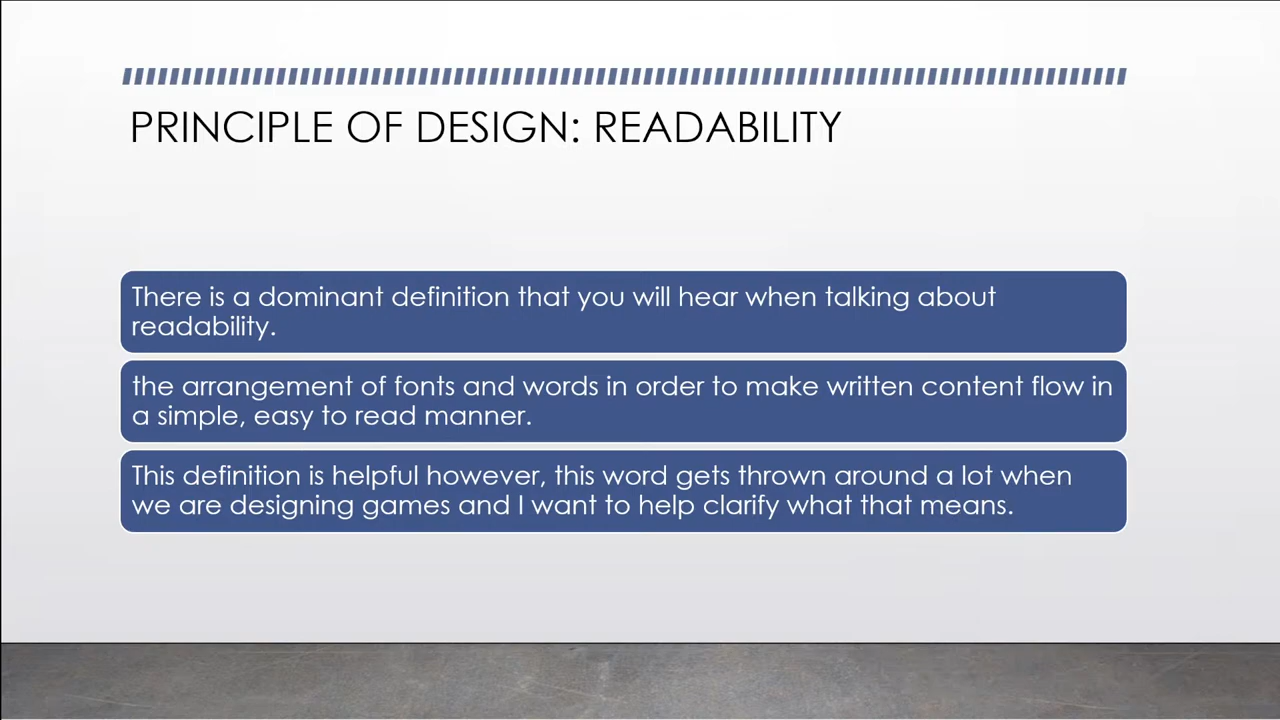 PRINCIPLE OF DESIGN: READABILITY
There is a dominant definition that you will hear when talking about
readability.
the arrangement of fonts and words in order to make written content flow in
a simple, easy to read manner.
This definition is helpful however, this word gets thrown around a lot when
we are designing games and I want to help clarify what that means.